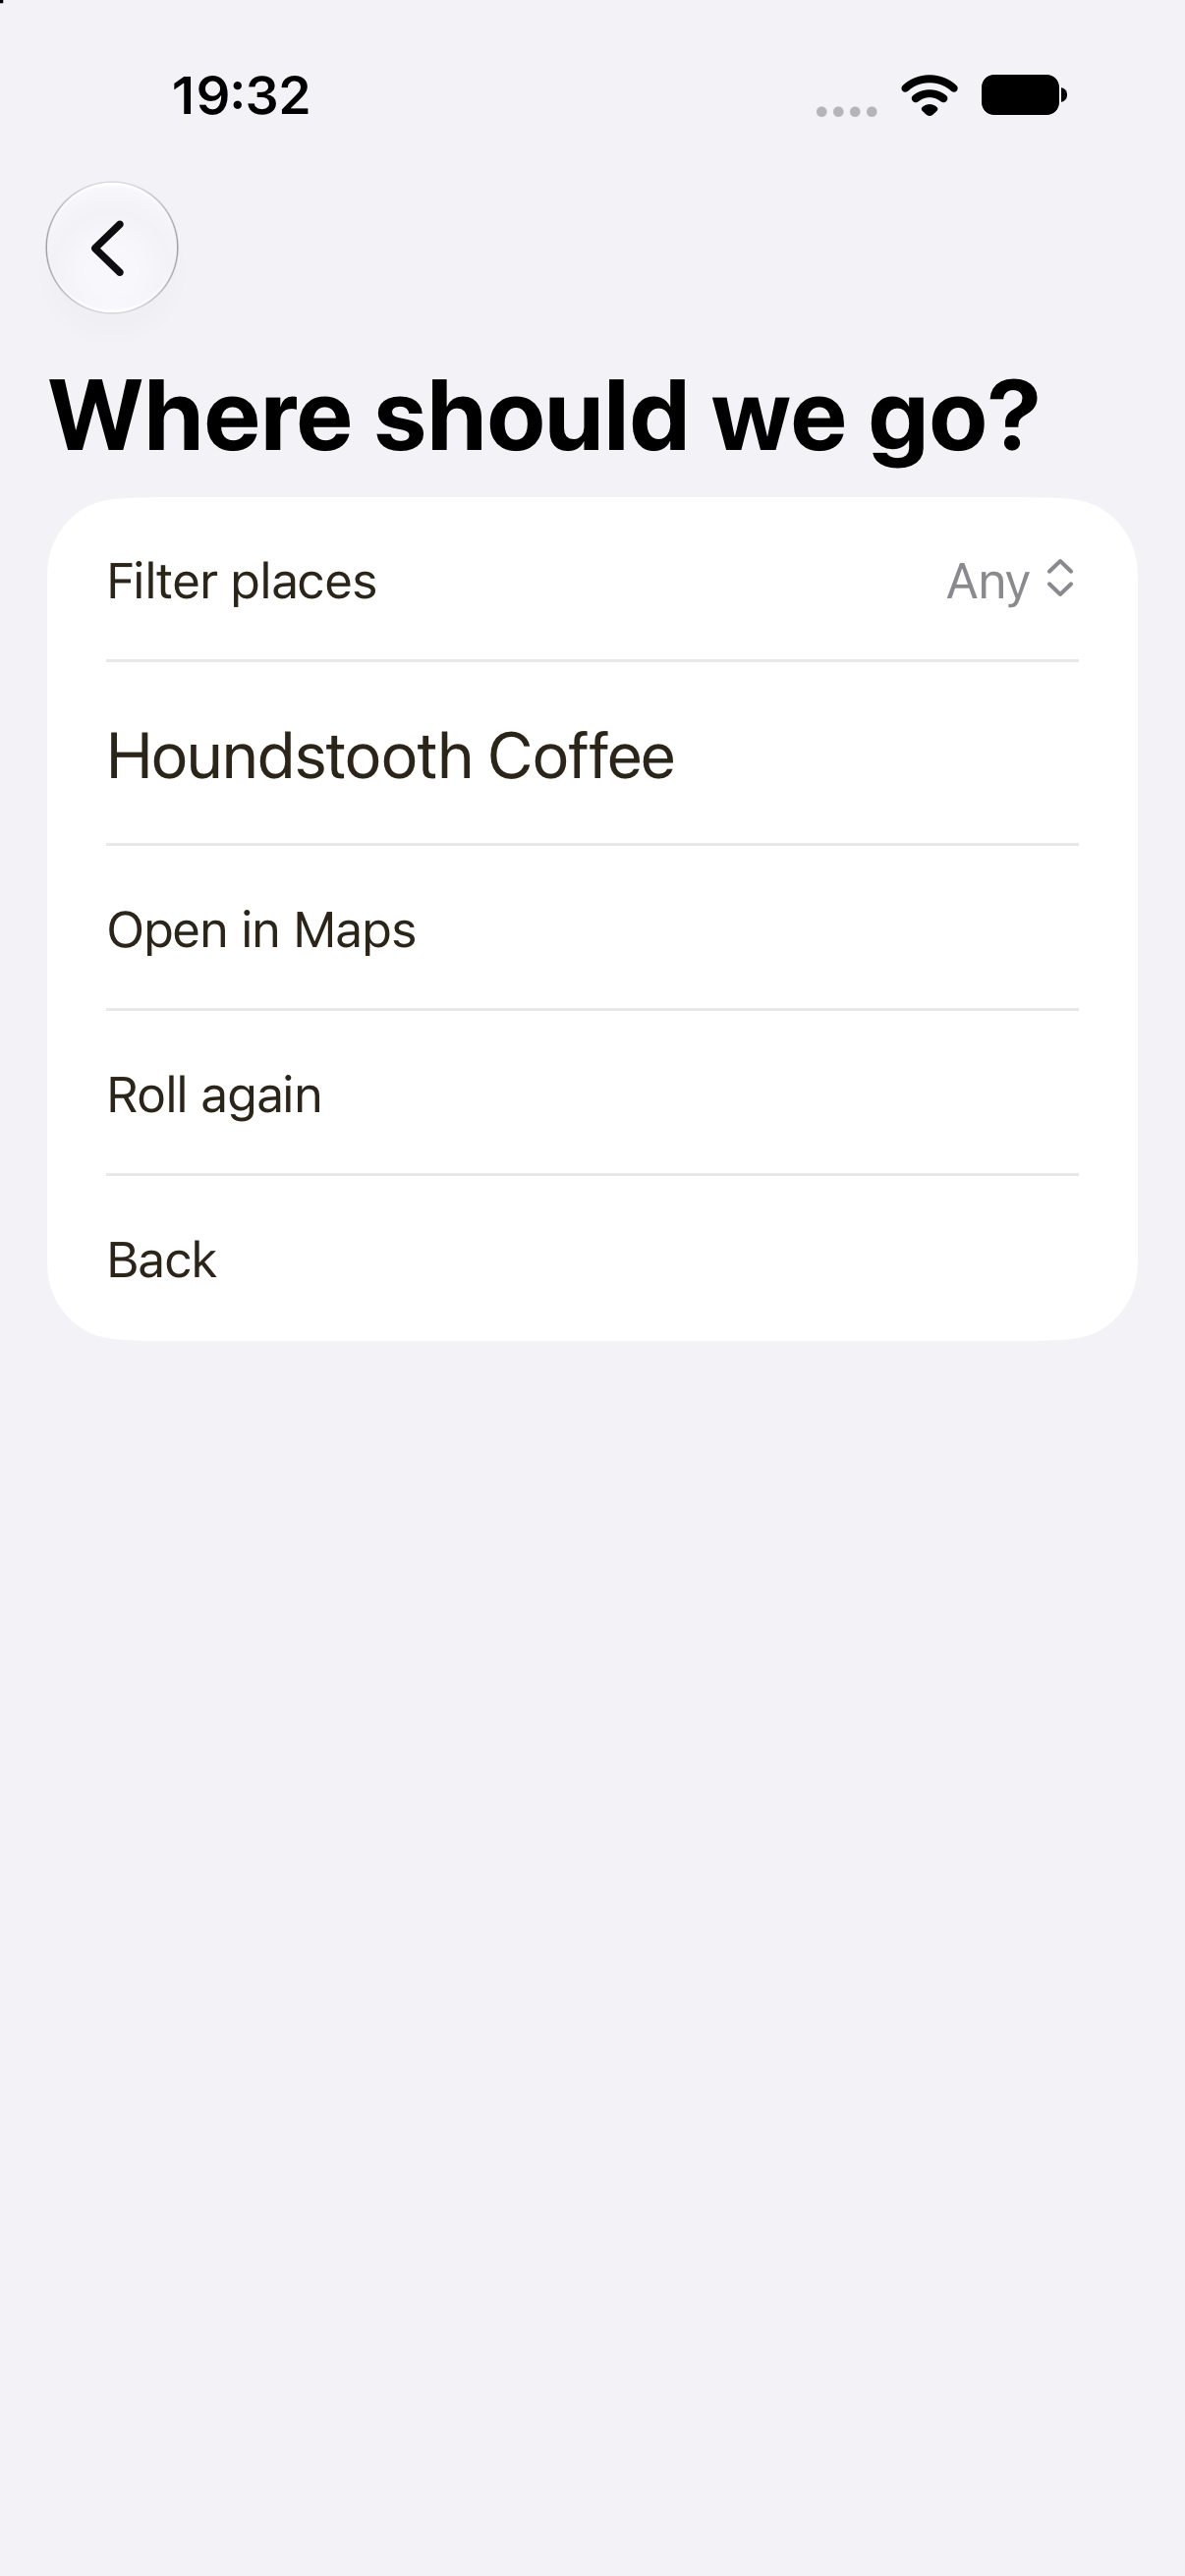 19:32
Where should we go?
Filter places Any
Houndstooth Coffee
Open in Maps
Roll again
Back